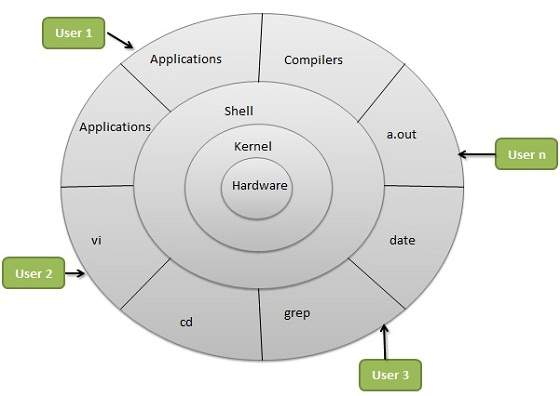 User 1
Applications
Compilers
Shell
Applications
a.out
Kernel
User n
Hardware
vi
date
User 2
cd
grep
User 3